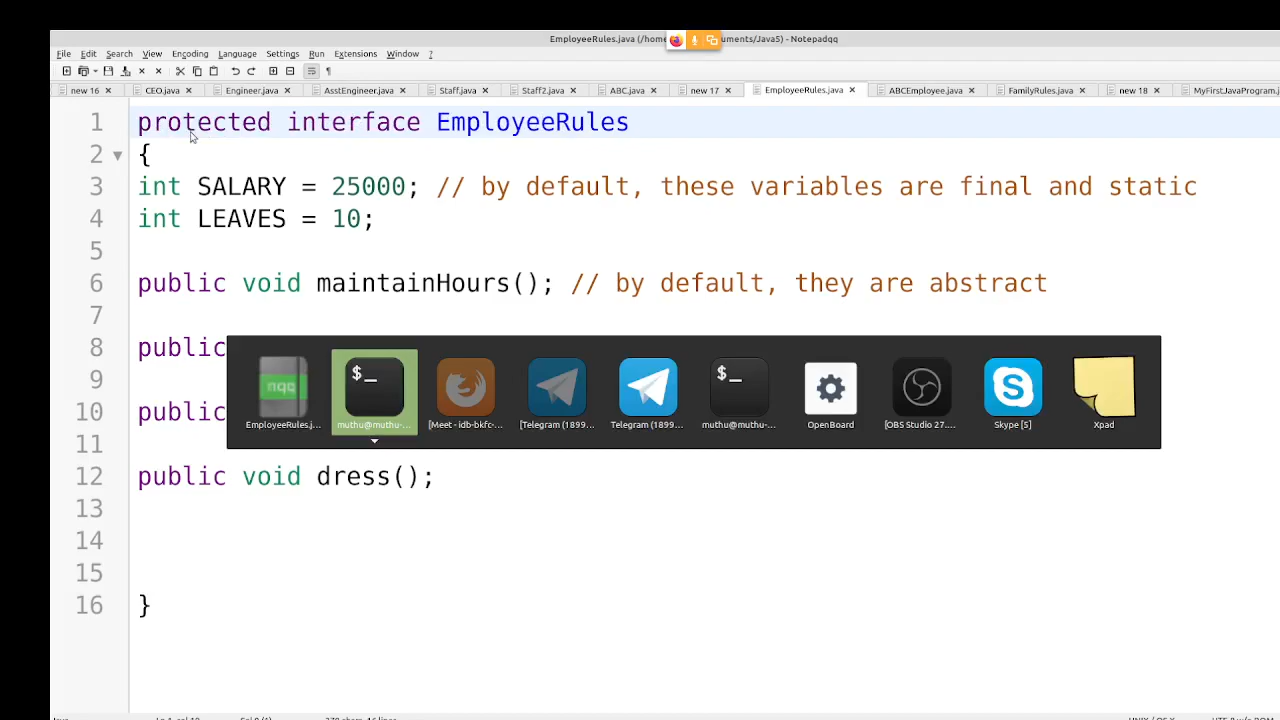 EmployeeRules.java (/home uments/Java5) - Notepadqq
File Edit Search View Encoding Language Settings Run Extensions Window ?
new 16 CEO.java Engineer.java AsstEngineer.java Staff.java Staff2.java ABC.java new 17 EmployeeRules.java ABCEmployee.java FamilyRules.java new 18 MyFirstJavaProgram.
1 protected interface EmployeeRules
2 {
3 int SALARY = 25000; // by default, these variables are final and static
4 int LEAVES = 10;
5
6 public void maintainHours(); // by default, they are abstract
7
8 public
9
10 public
11
12 public void dress();
13
14
15
16 }
nqq $_ $_ S
EmployeeRules.j... muthu@muthu-... [Meet - idb-bkfc-... [Telegram (1899... Telegram (1899... muthu@muthu-... OpenBoard [OBS Studio 27.... Skype [5] Xpad